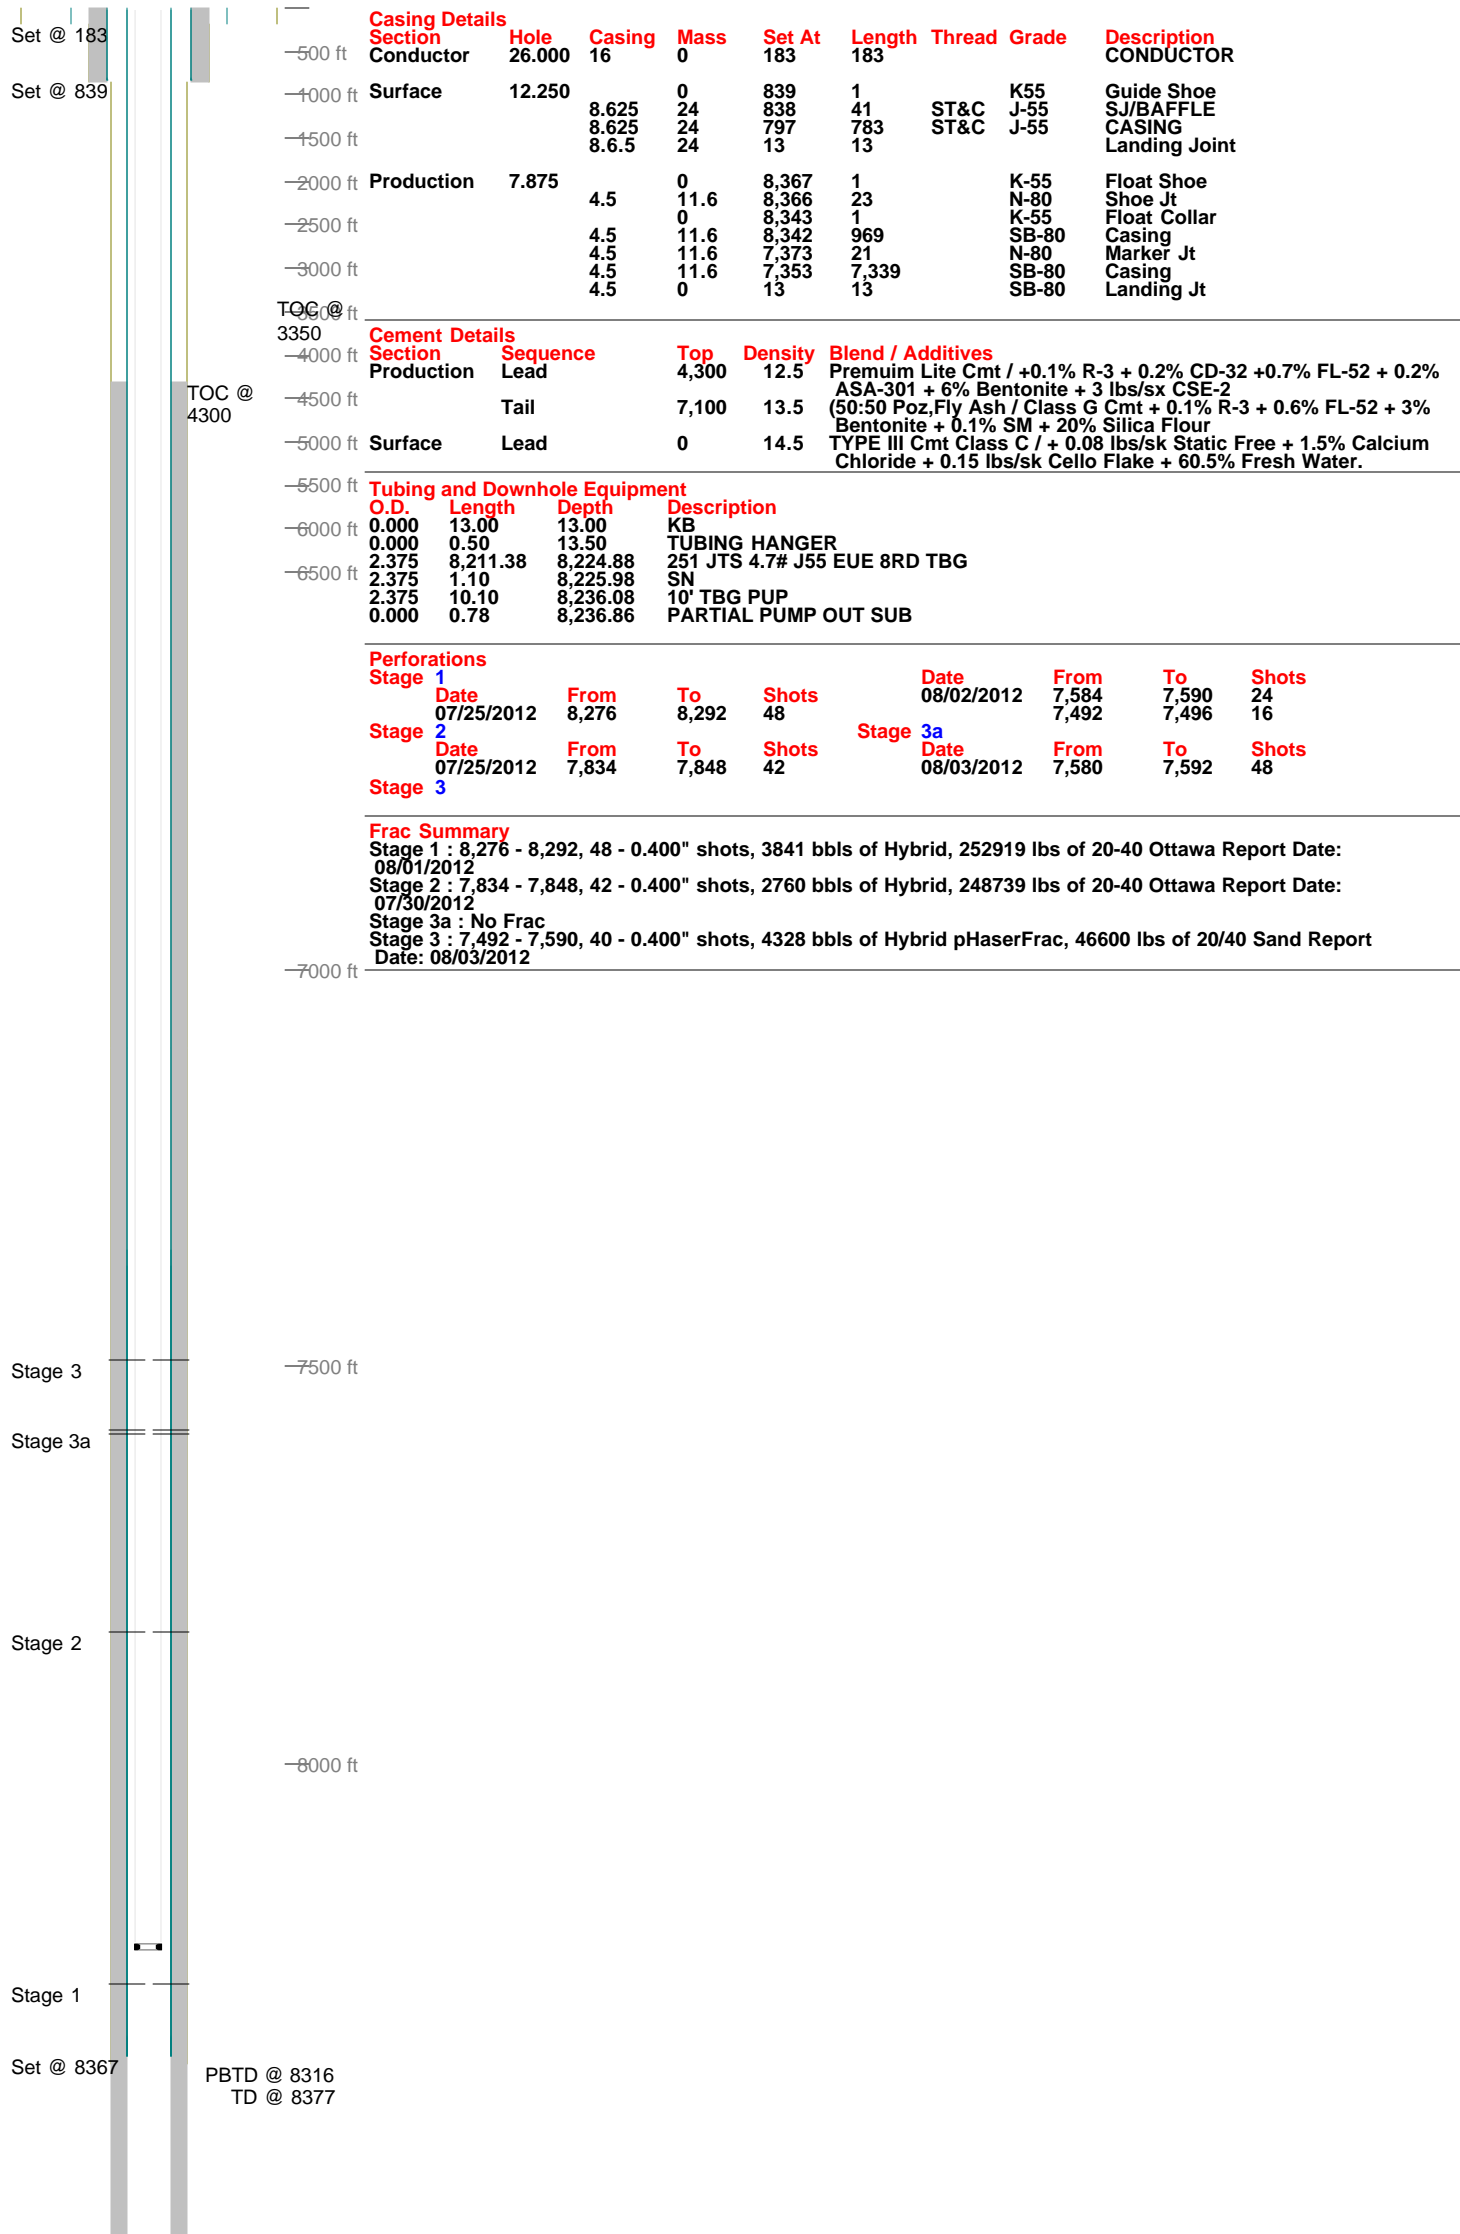 Casing Details
Section Hole Casing Mass Set At Length Thread Grade Description
Conductor 26.000 16 0 183 183 CONDUCTOR
Surface 12.250 0 839 1 K55 Guide Shoe
8.625 24 838 41 ST&C J-55 SJ/BAFFLE
8.625 24 797 783 ST&C J-55 CASING
8.6.5 24 13 13 Landing Joint
Production 7.875 0 8,367 1 K-55 Float Shoe
4.5 11.6 8,366 23 N-80 Shoe Jt
0 8,343 1 K-55 Float Collar
4.5 11.6 8,342 969 SB-80 Casing
4.5 11.6 7,373 21 N-80 Marker Jt
4.5 11.6 7,353 7,339 SB-80 Casing
4.5 0 13 13 SB-80 Landing Jt
Cement Details
Section Sequence Top Density Blend / Additives
Production Lead 4,300 12.5 Premuim Lite Cmt / +0.1% R-3 + 0.2% CD-32 +0.7% FL-52 + 0.2%
ASA-301 + 6% Bentonite + 3 lbs/sx CSE-2
Tail 7,100 13.5 (50:50 Poz,Fly Ash / Class G Cmt + 0.1% R-3 + 0.6% FL-52 + 3%
Bentonite + 0.1% SM + 20% Silica Flour
Surface Lead 0 14.5 TYPE III Cmt Class C / + 0.08 lbs/sk Static Free + 1.5% Calcium
Chloride + 0.15 lbs/sk Cello Flake + 60.5% Fresh Water.
Tubing and Downhole Equipment
O.D. Length Depth Description
0.000 13.00 13.00 KB
0.000 0.50 13.50 TUBING HANGER
2.375 8,211.38 8,224.88 251 JTS 4.7# J55 EUE 8RD TBG
2.375 1.10 8,225.98 SN
2.375 10.10 8,236.08 10' TBG PUP
0.000 0.78 8,236.86 PARTIAL PUMP OUT SUB
Perforations
Stage 1
Date From To Shots
07/25/2012 8,276 8,292 48
Stage 2
Date From To Shots
07/25/2012 7,834 7,848 42
Stage 3
Date From To Shots
08/02/2012 7,584 7,590 24
7,492 7,496 16
Stage 3a
Date From To Shots
08/03/2012 7,580 7,592 48
Frac Summary
Stage 1 : 8,276 - 8,292, 48 - 0.400" shots, 3841 bbls of Hybrid, 252919 lbs of 20-40 Ottawa Report Date:
08/01/2012
Stage 2 : 7,834 - 7,848, 42 - 0.400" shots, 2760 bbls of Hybrid, 248739 lbs of 20-40 Ottawa Report Date:
07/30/2012
Stage 3a : No Frac
Stage 3 : 7,492 - 7,590, 40 - 0.400" shots, 4328 bbls of Hybrid pHaserFrac, 46600 lbs of 20/40 Sand Report
Date: 08/03/2012
Set @ 183
Set @ 839
500 ft
1000 ft
1500 ft
2000 ft
2500 ft
3000 ft
3500 ft
TOC @
3350
4000 ft
TOC @
4300
4500 ft
5000 ft
5500 ft
6000 ft
6500 ft
7000 ft
Stage 3
7500 ft
Stage 3a
Stage 2
8000 ft
Stage 1
Set @ 8367
PBTD @ 8316
TD @ 8377